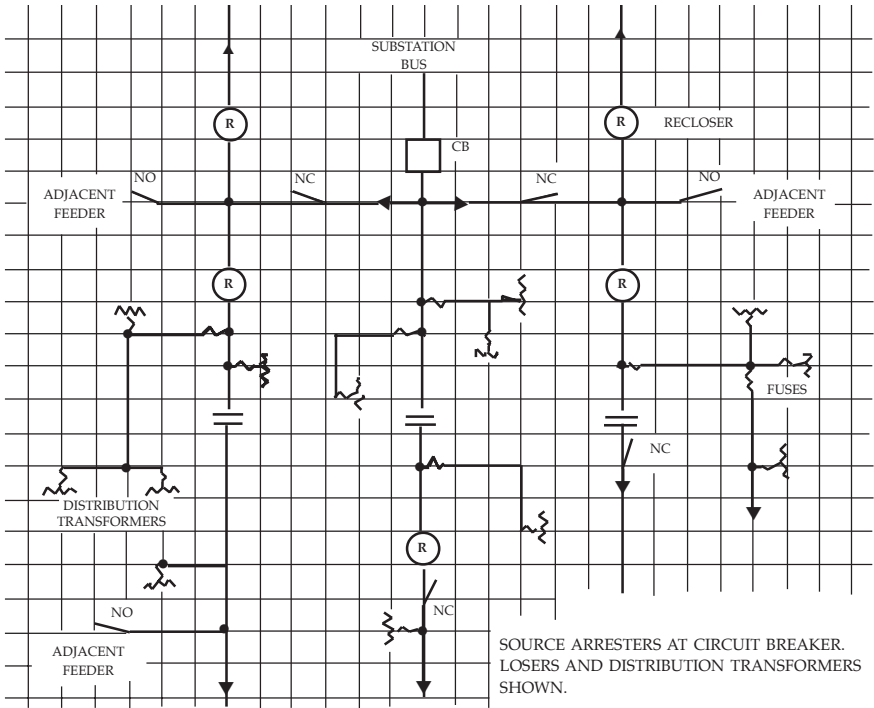 SUBSTATION
BUS
R
R
RECLOSER
CB
NO
NC
NC
NO
ADJACENT
FEEDER
ADJACENT
FEEDER
R
R
FUSES
NC
DISTRIBUTION
TRANSFORMERS
R
NO
NC
ADJACENT
FEEDER
SOURCE ARRESTERS AT CIRCUIT BREAKER.
LOSERS AND DISTRIBUTION TRANSFORMERS
SHOWN.